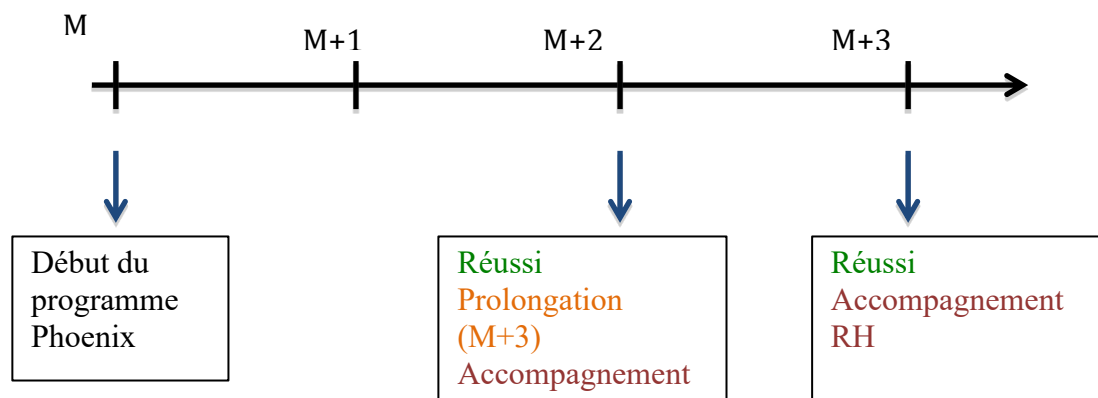 M
M+1
M+2
M+3
Début du
programme
Phoenix
Réussi
Prolongation
(M+3)
Accompagnement
Réussi
Accompagnement
RH